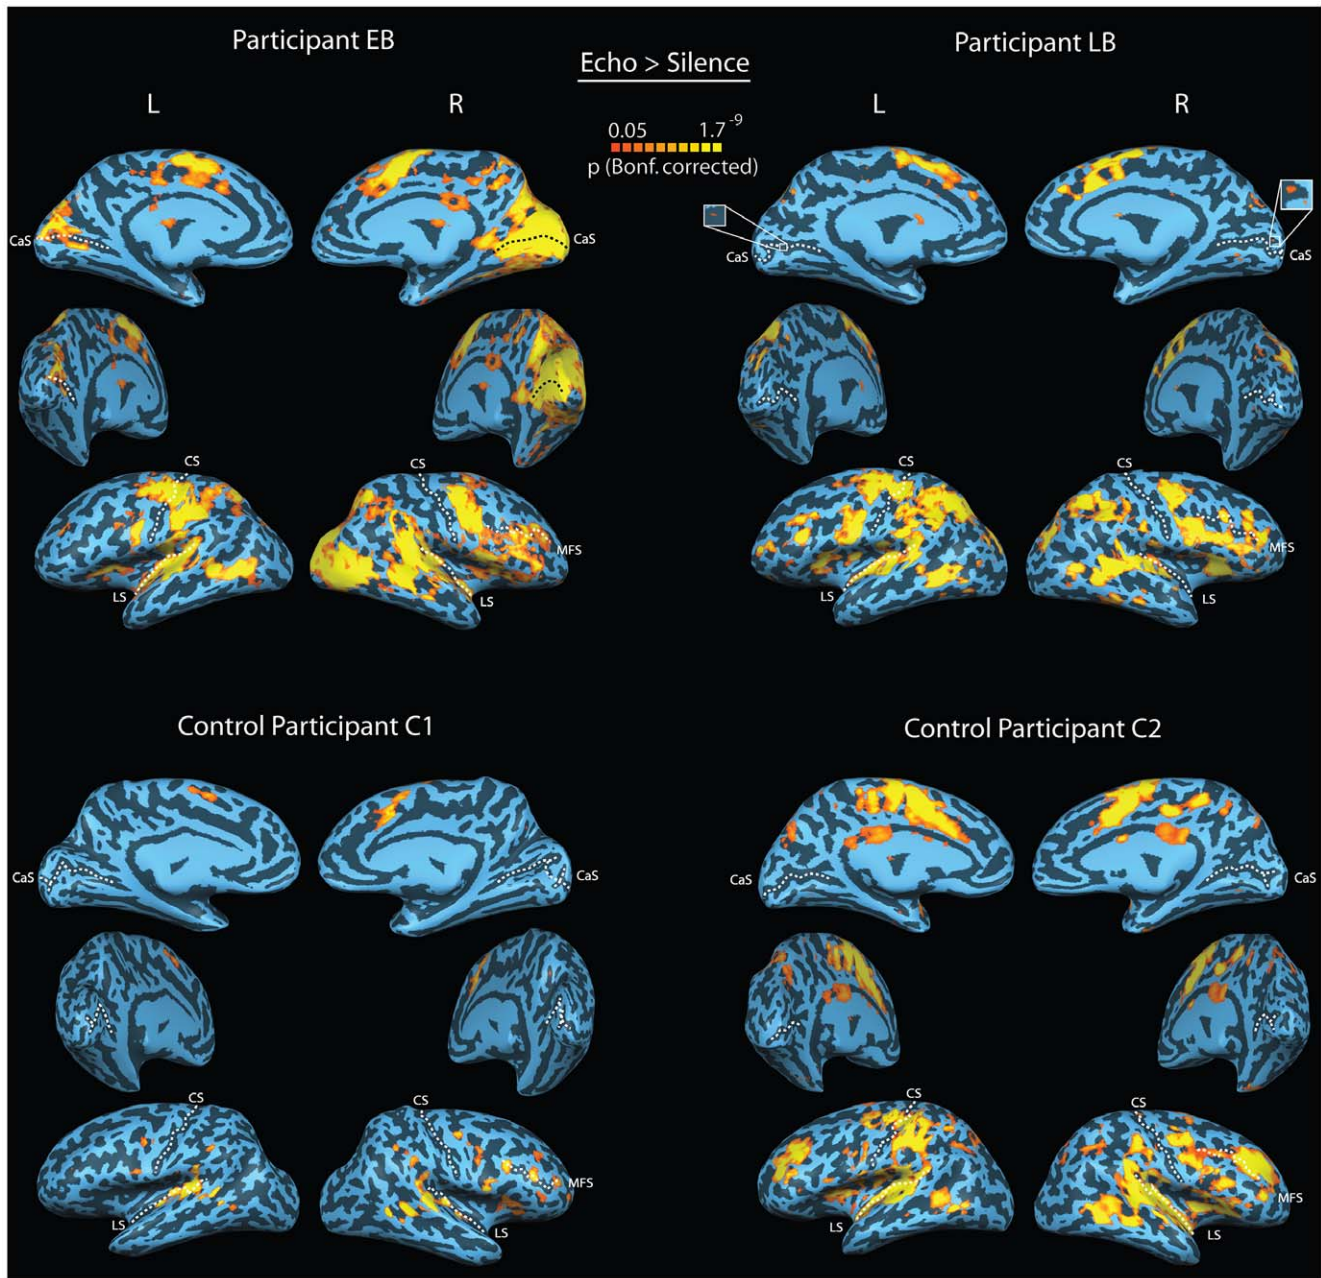 Participant EB
Echo > Silence
Participant LB
L
R
0.05 1.7⁻⁹
p (Bonf. corrected)
L
R
CaS
CaS
CaS
CaS
CS
CS
MFS
LS
LS
CS
CS
MFS
LS
LS
Control Participant C1
Control Participant C2
CaS
CaS
CaS
CaS
CS
CS
MFS
LS
LS
CS
CS
MFS
LS
LS